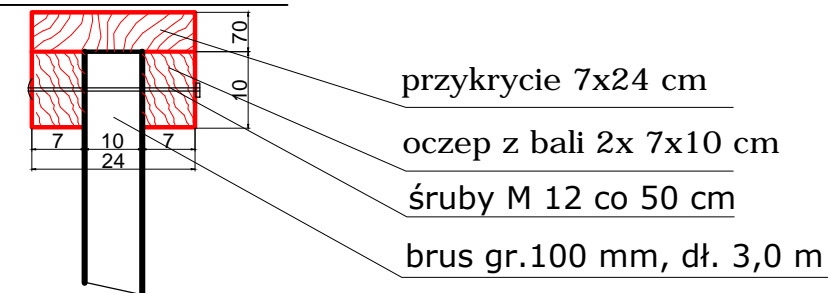 70
10
7 10 7
24
przykrycie 7x24 cm
oczep z bali 2x 7x10 cm
śruby M 12 co 50 cm
brus gr.100 mm, dł. 3,0 m